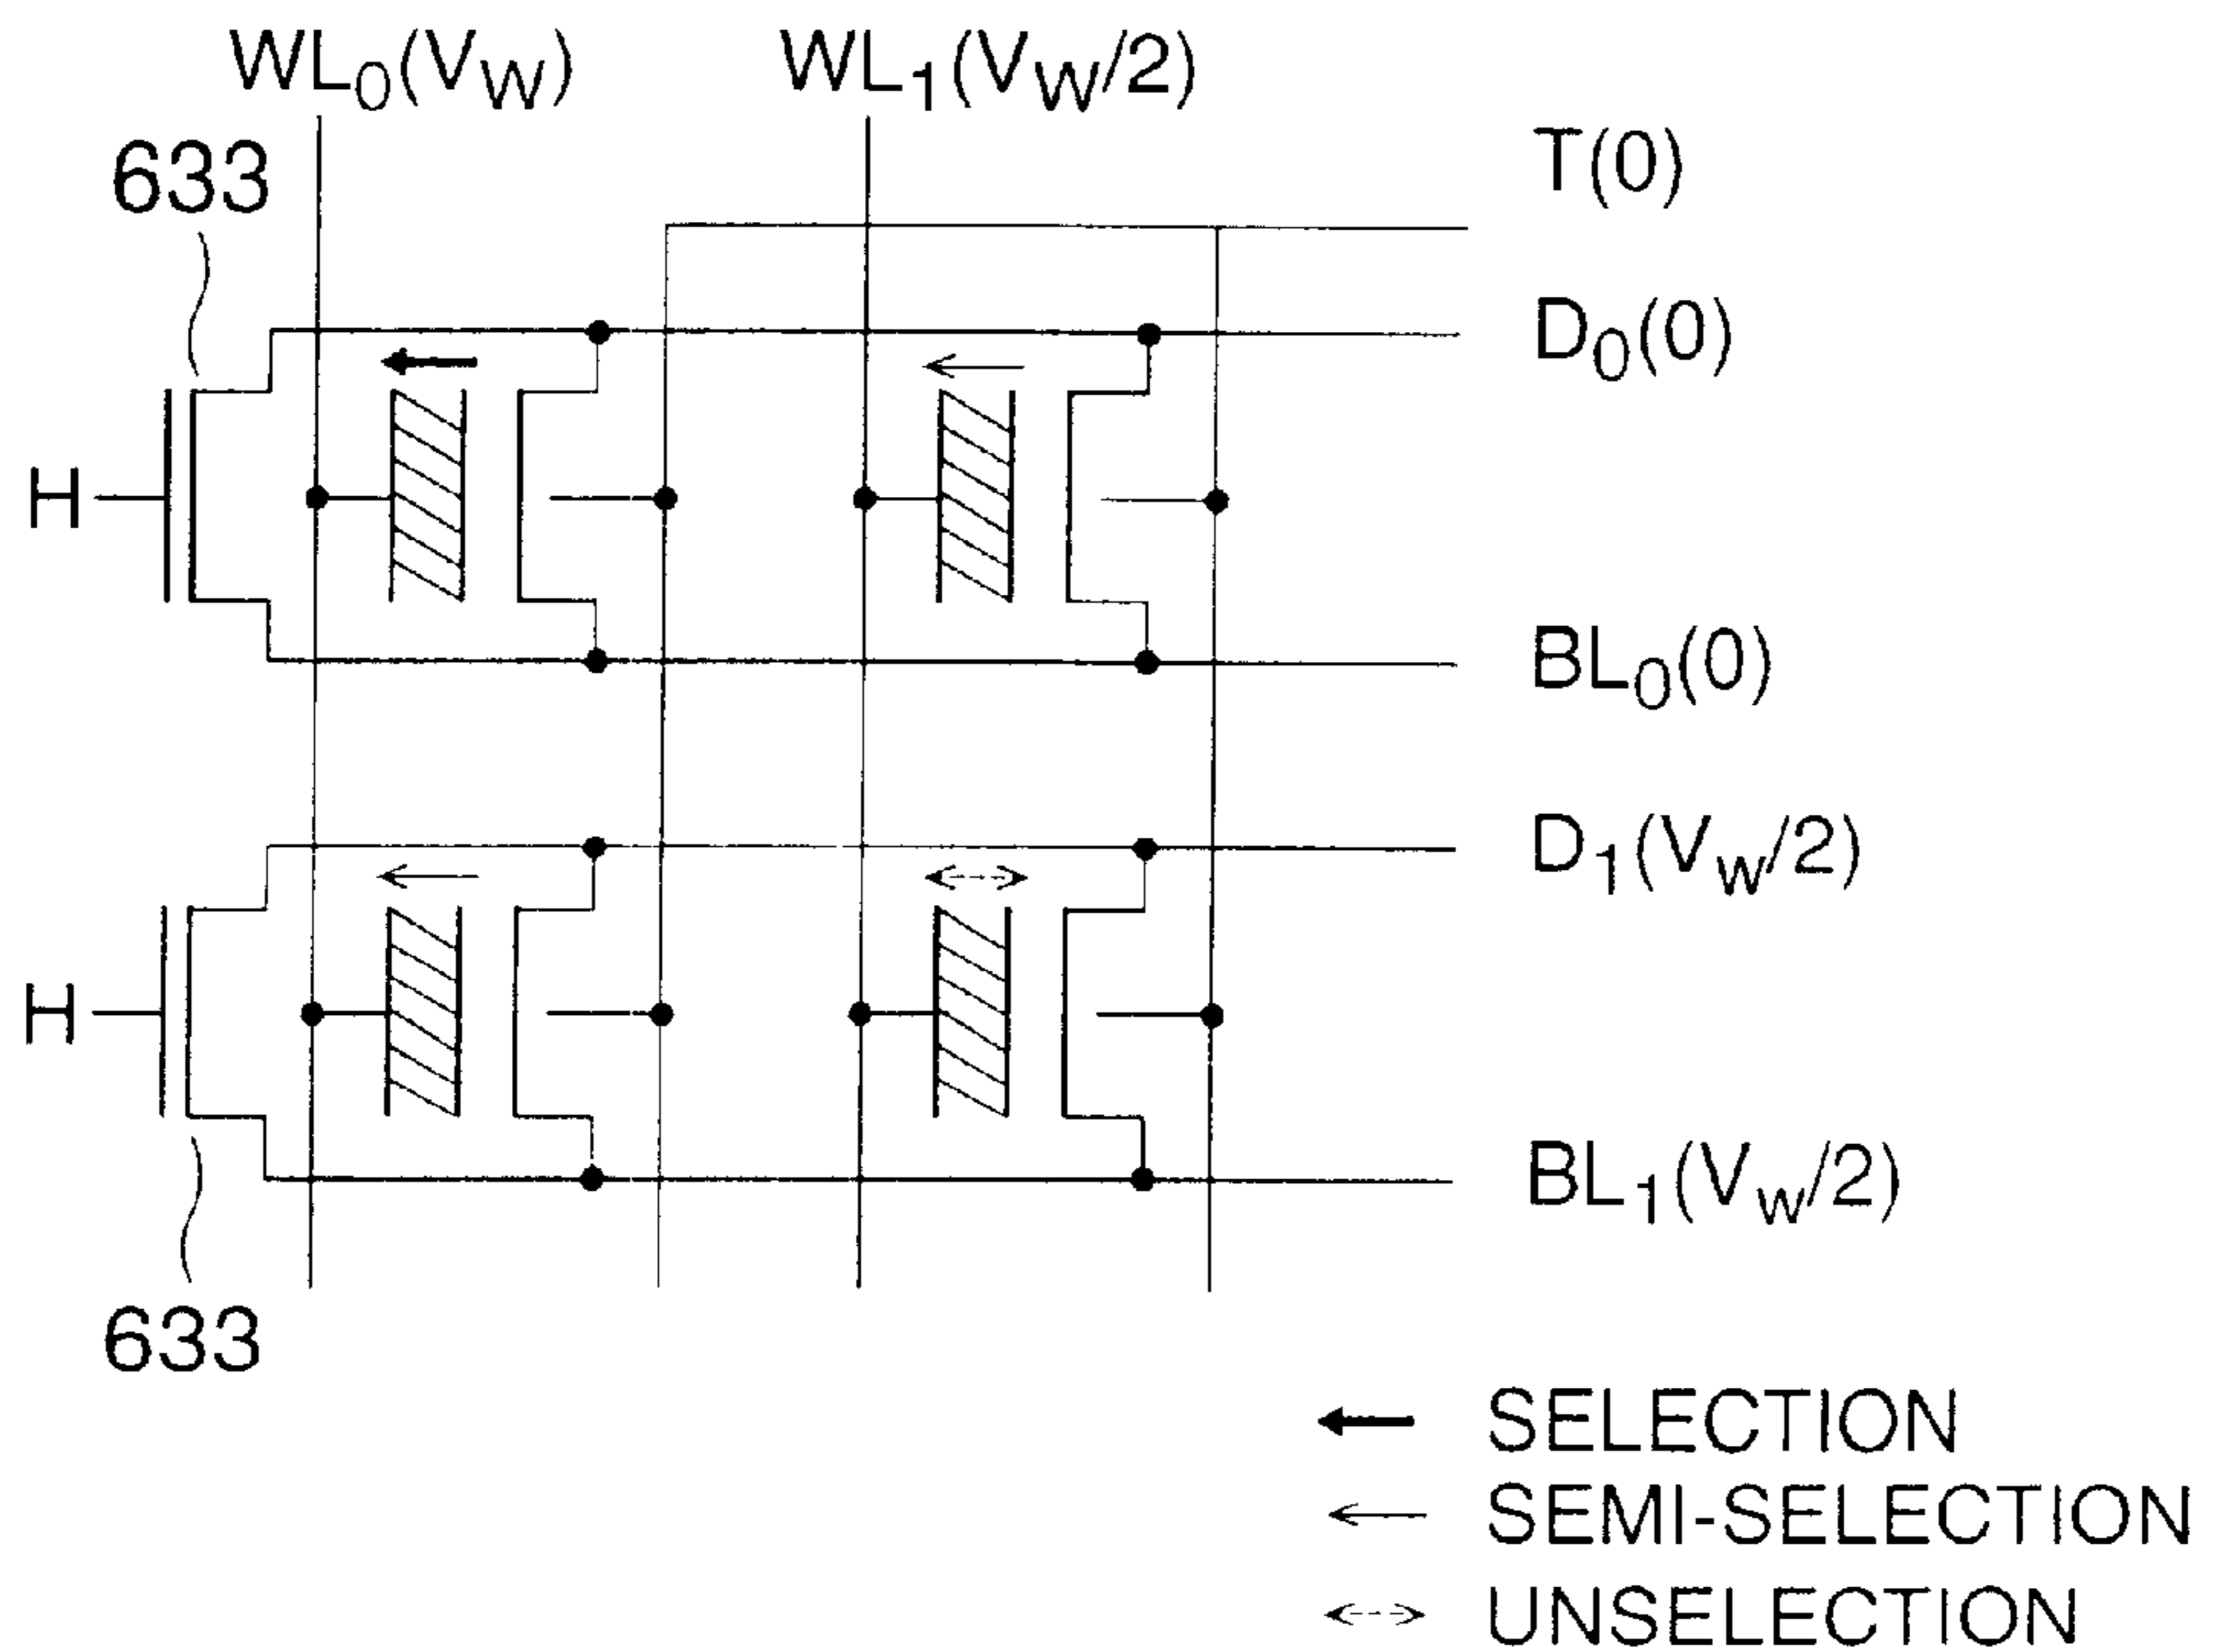 WL0(VW) WL1(VW/2)
633
T(0)
D0(0)
H
BL0(0)
D1(VW/2)
H
BL1(VW/2)
633
SELECTION
SEMI-SELECTION
UNSELECTION